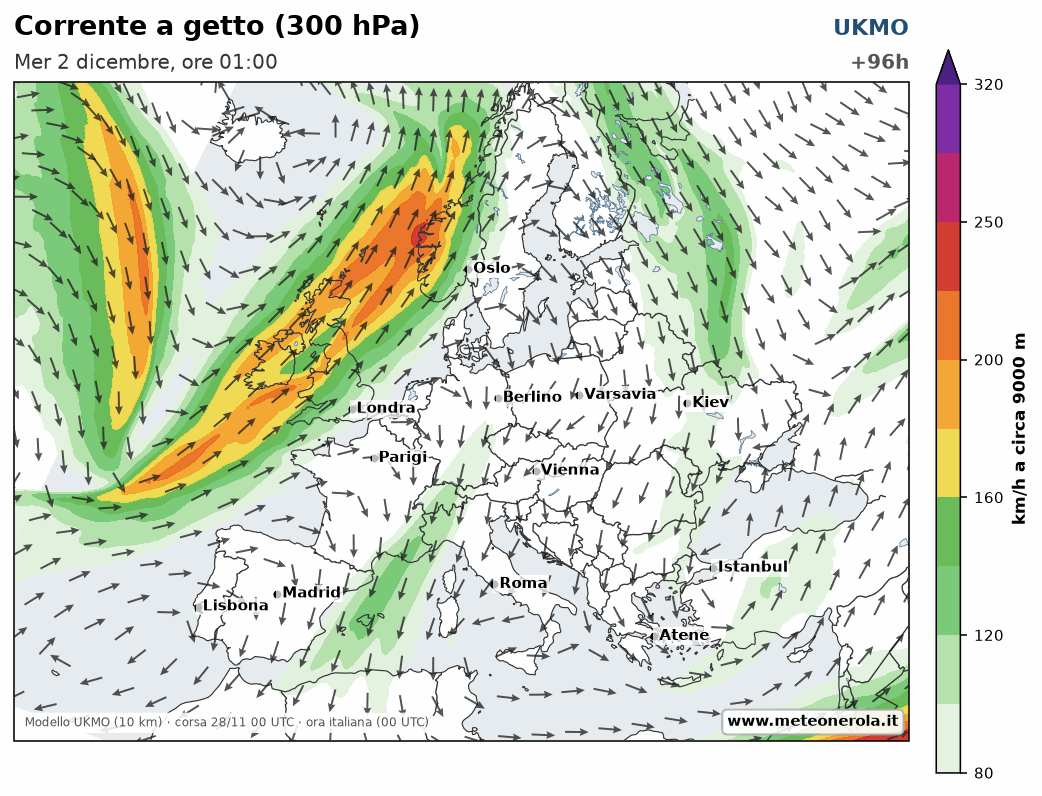 Corrente a getto (300 hPa)
UKMO
Mer 2 dicembre, ore 01:00
+96h
320
250
200
160
120
80
km/h a circa 9000 m
Oslo
Berlino
Varsavia
Kiev
Londra
Parigi
Vienna
Istanbul
Roma
Madrid
Lisbona
Atene
Modello UKMO (10 km) · corsa 28/11 00 UTC · ora italiana (00 UTC)
www.meteonerola.it